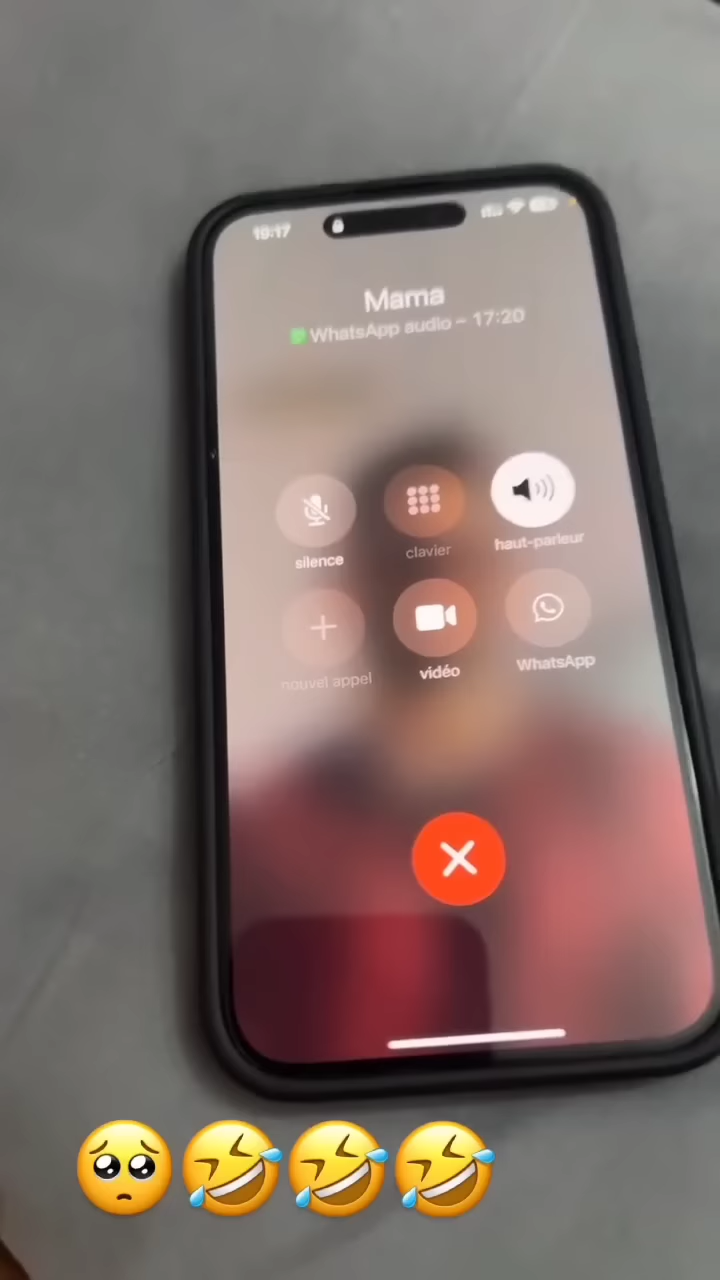 19:17
Mama
WhatsApp audio – 17:20
silence
clavier
haut-parleur
nouvel appel
vidéo
WhatsApp